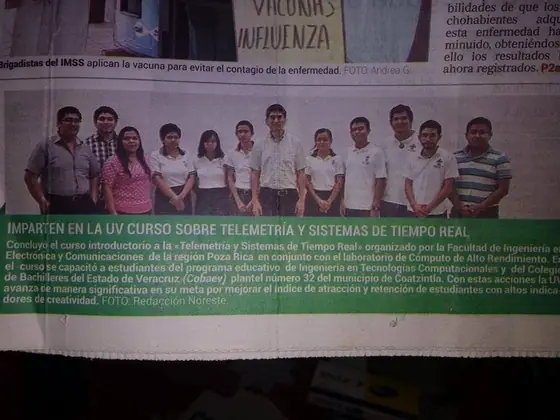 VACUNAS
INFLUENZA
bilidades de que los
chohabientes adqu
esta enfermedad ha
minuido, obteniéndos
ello los resultados
ahora registrados. P2
Brigadistas del IMSS aplican la vacuna para evitar el contagio de la enfermedad. FOTO: Andrea G.
IMPARTEN EN LA UV CURSO SOBRE TELEMETRÍA Y SISTEMAS DE TIEMPO REAL
Concluyó el curso introductorio a la «Telemetría y Sistemas de Tiempo Real» organizado por la Facultad de Ingeniería en
Electrónica y Comunicaciones de la región Poza Rica en conjunto con el laboratorio de Cómputo de Alto Rendimiento. E
el curso se capacitó a estudiantes del programa educativo de Ingeniería en Tecnologías Computacionales y del Coleg
de Bachilleres del Estado de Veracruz (Cobaev) plantel número 32 del municipio de Coatzintla. Con estas acciones la UV
avanza de manera significativa en su meta por mejorar el índice de atracción y retención de estudiantes con altos indica
dores de creatividad. FOTO: Redacción Noreste.